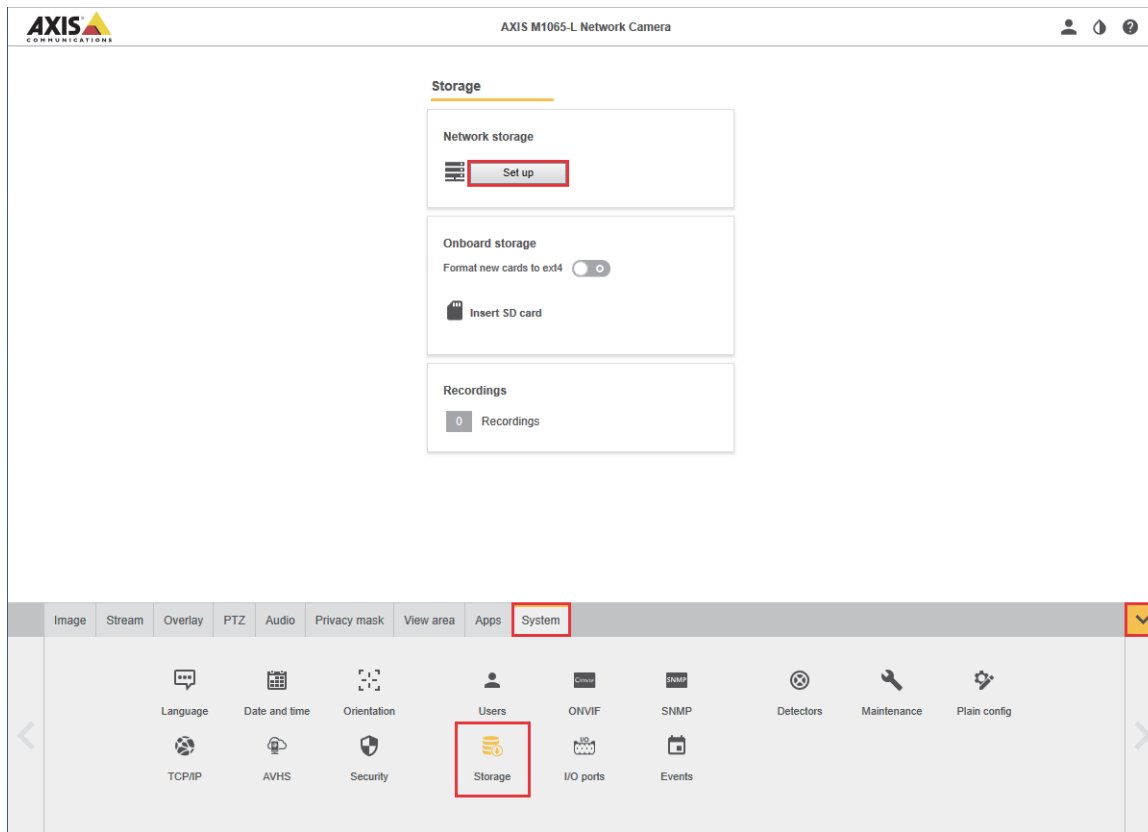 AXIS
COMMUNICATIONS
AXIS M1065-L Network Camera
Storage
Network storage
Set up
Onboard storage
Format new cards to ext4
Insert SD card
Recordings
0 Recordings
Image Stream Overlay PTZ Audio Privacy mask View area Apps System
SNMP
Language Date and time Orientation Users ONVIF SNMP Detectors Maintenance Plain config
I/O
TCP/IP AVHS Security Storage I/O ports Events